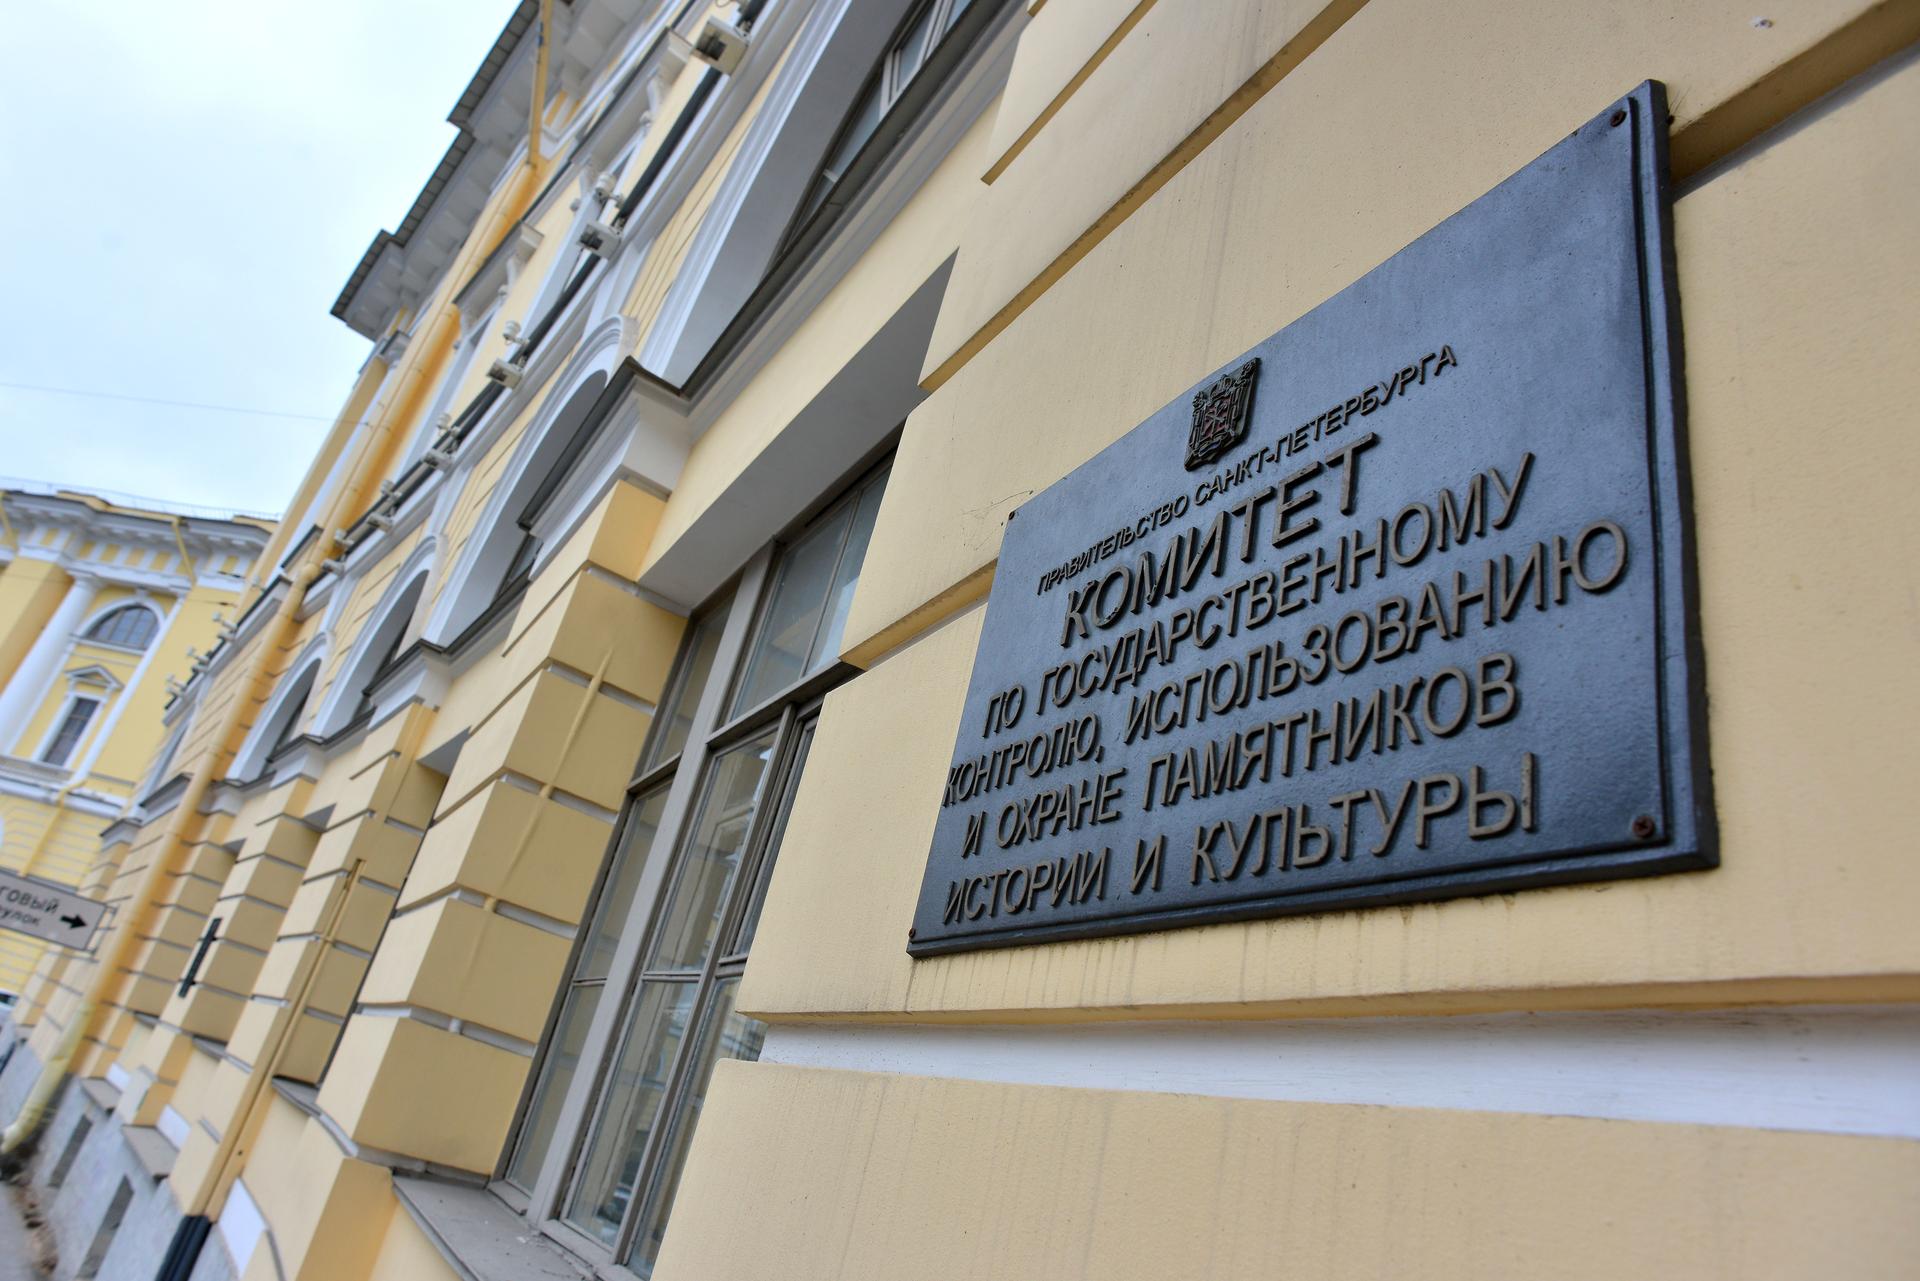 ПРАВИТЕЛЬСТВО САНКТ-ПЕТЕРБУРГА
КОМИТЕТ
ПО ГОСУДАРСТВЕННОМУ
КОНТРОЛЮ, ИСПОЛЬЗОВАНИЮ
И ОХРАНЕ ПАМЯТНИКОВ
ИСТОРИИ И КУЛЬТУРЫ